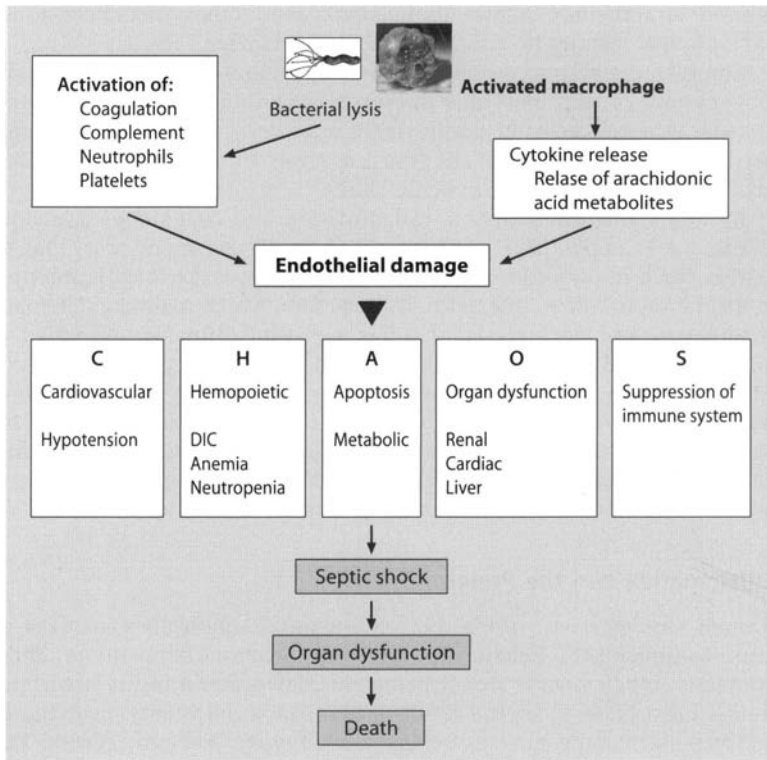 Activation of:
Coagulation
Complement
Neutrophils
Platelets
Bacterial lysis
Activated macrophage
Cytokine release
Relase of arachidonic
acid metabolites
Endothelial damage
C
Cardiovascular
Hypotension
H
Hemopoietic
DIC
Anemia
Neutropenia
A
Apoptosis
Metabolic
O
Organ dysfunction
Renal
Cardiac
Liver
S
Suppression of
immune system
Septic shock
Organ dysfunction
Death